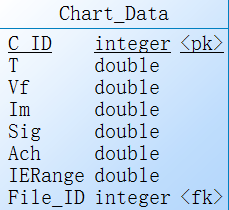 Chart_Data
C_ID integer <pk>
T double
Vf double
Im double
Sig double
Ach double
IERange double
File_ID integer <fk>